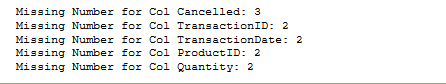 Missing Number for Col Cancelled: 3
Missing Number for Col TransactionID: 2
Missing Number for Col TransactionDate: 2
Missing Number for Col ProductID: 2
Missing Number for Col Quantity: 2